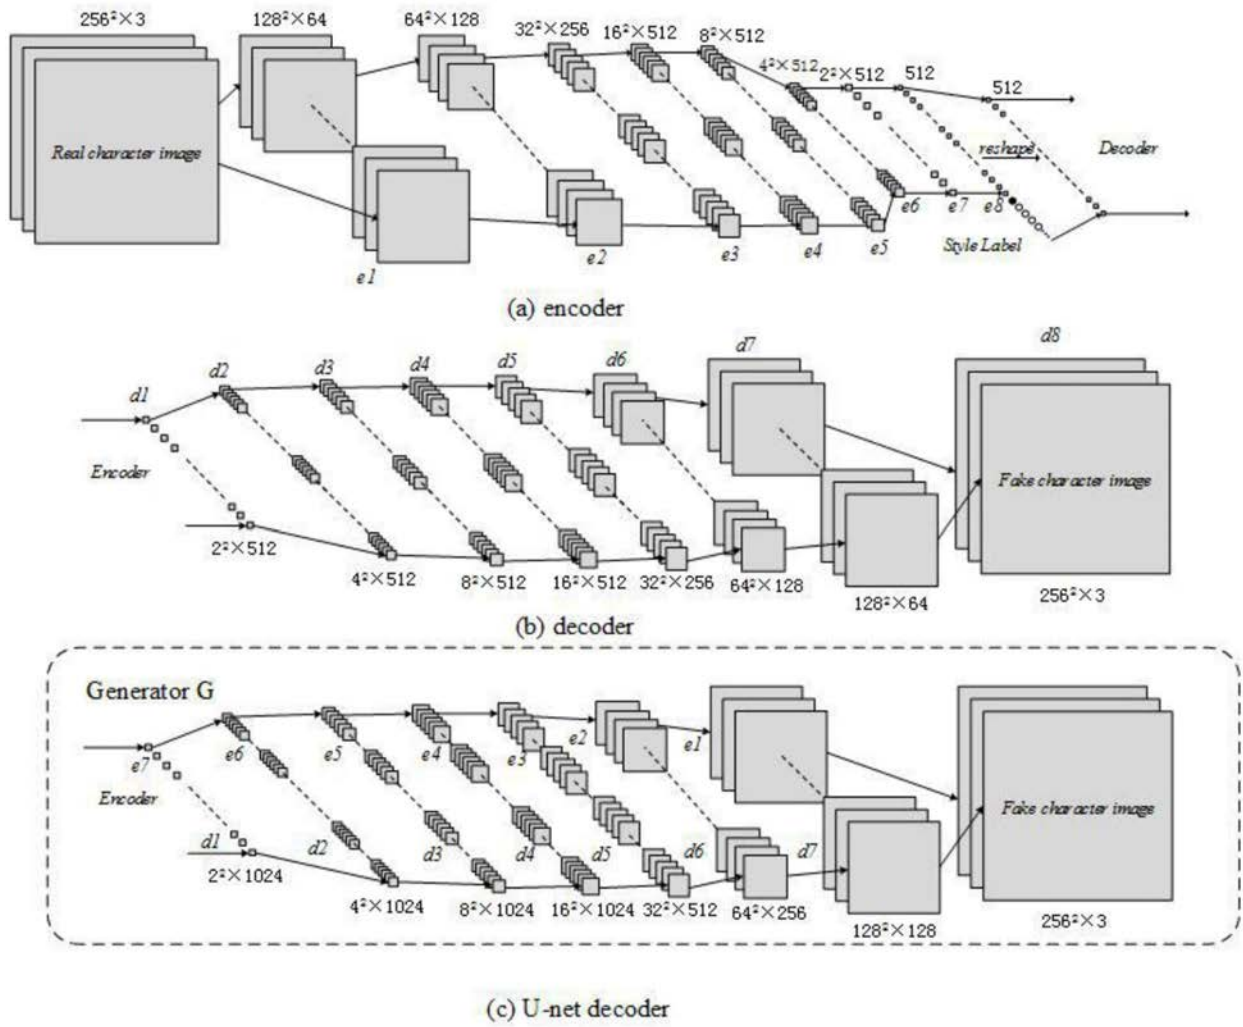 256²×3 128²×64 64²×128 32²×256 16²×512 8²×512 4²×512 2²×512 512 512
Real character image reshape Decoder
e1 e2 e3 e4 e5 e6 e7 e8 Style Label
(a) encoder
d1 d2 d3 d4 d5 d6 d7 d8
Encoder Fake character image
2²×512 4²×512 8²×512 16²×512 32²×256 64²×128 128²×64 256²×3
(b) decoder
Generator G
e7 e6 e5 e4 e3 e2 e1
Encoder Fake character image
d1 d2 d3 d4 d5 d6 d7
2²×1024 4²×1024 8²×1024 16²×1024 32²×512 64²×256 128²×128 256²×3
(c) U-net decoder